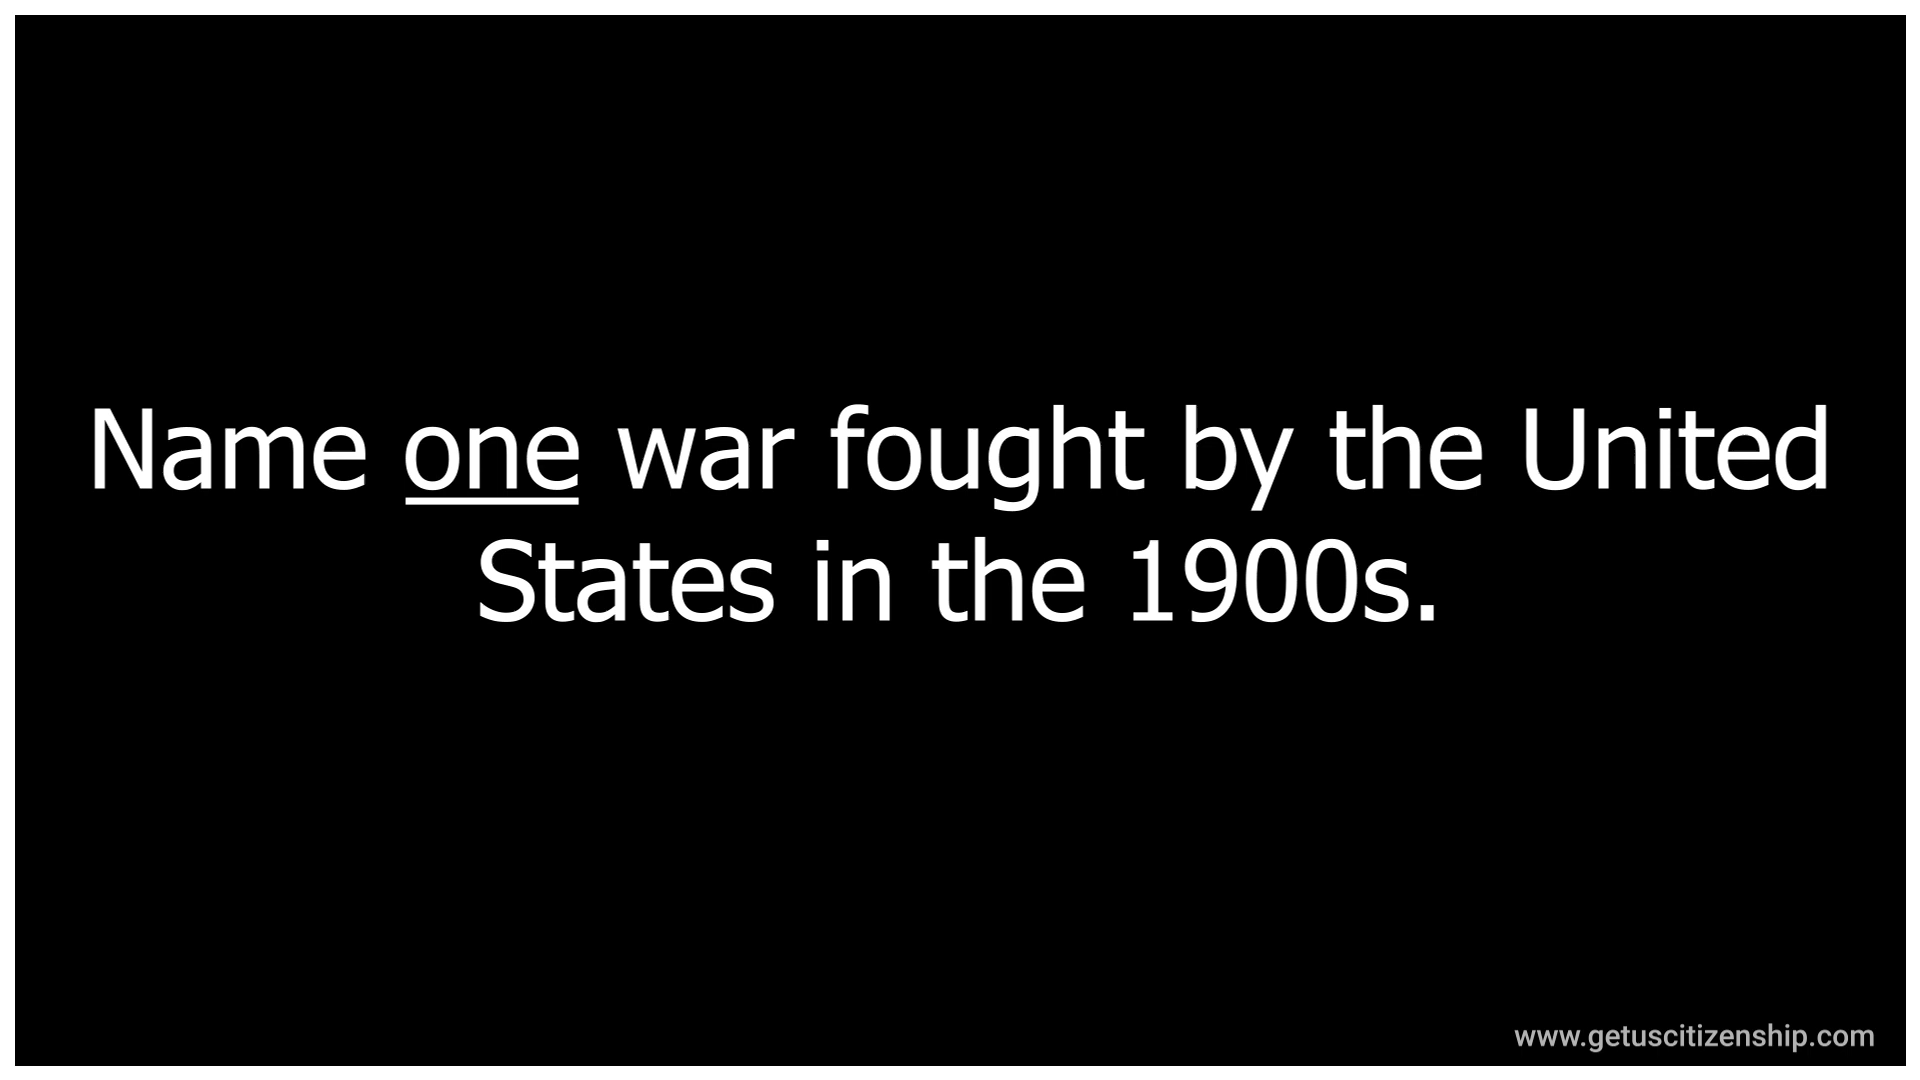 Name one war fought by the United
States in the 1900s.
www.getuscitizenship.com